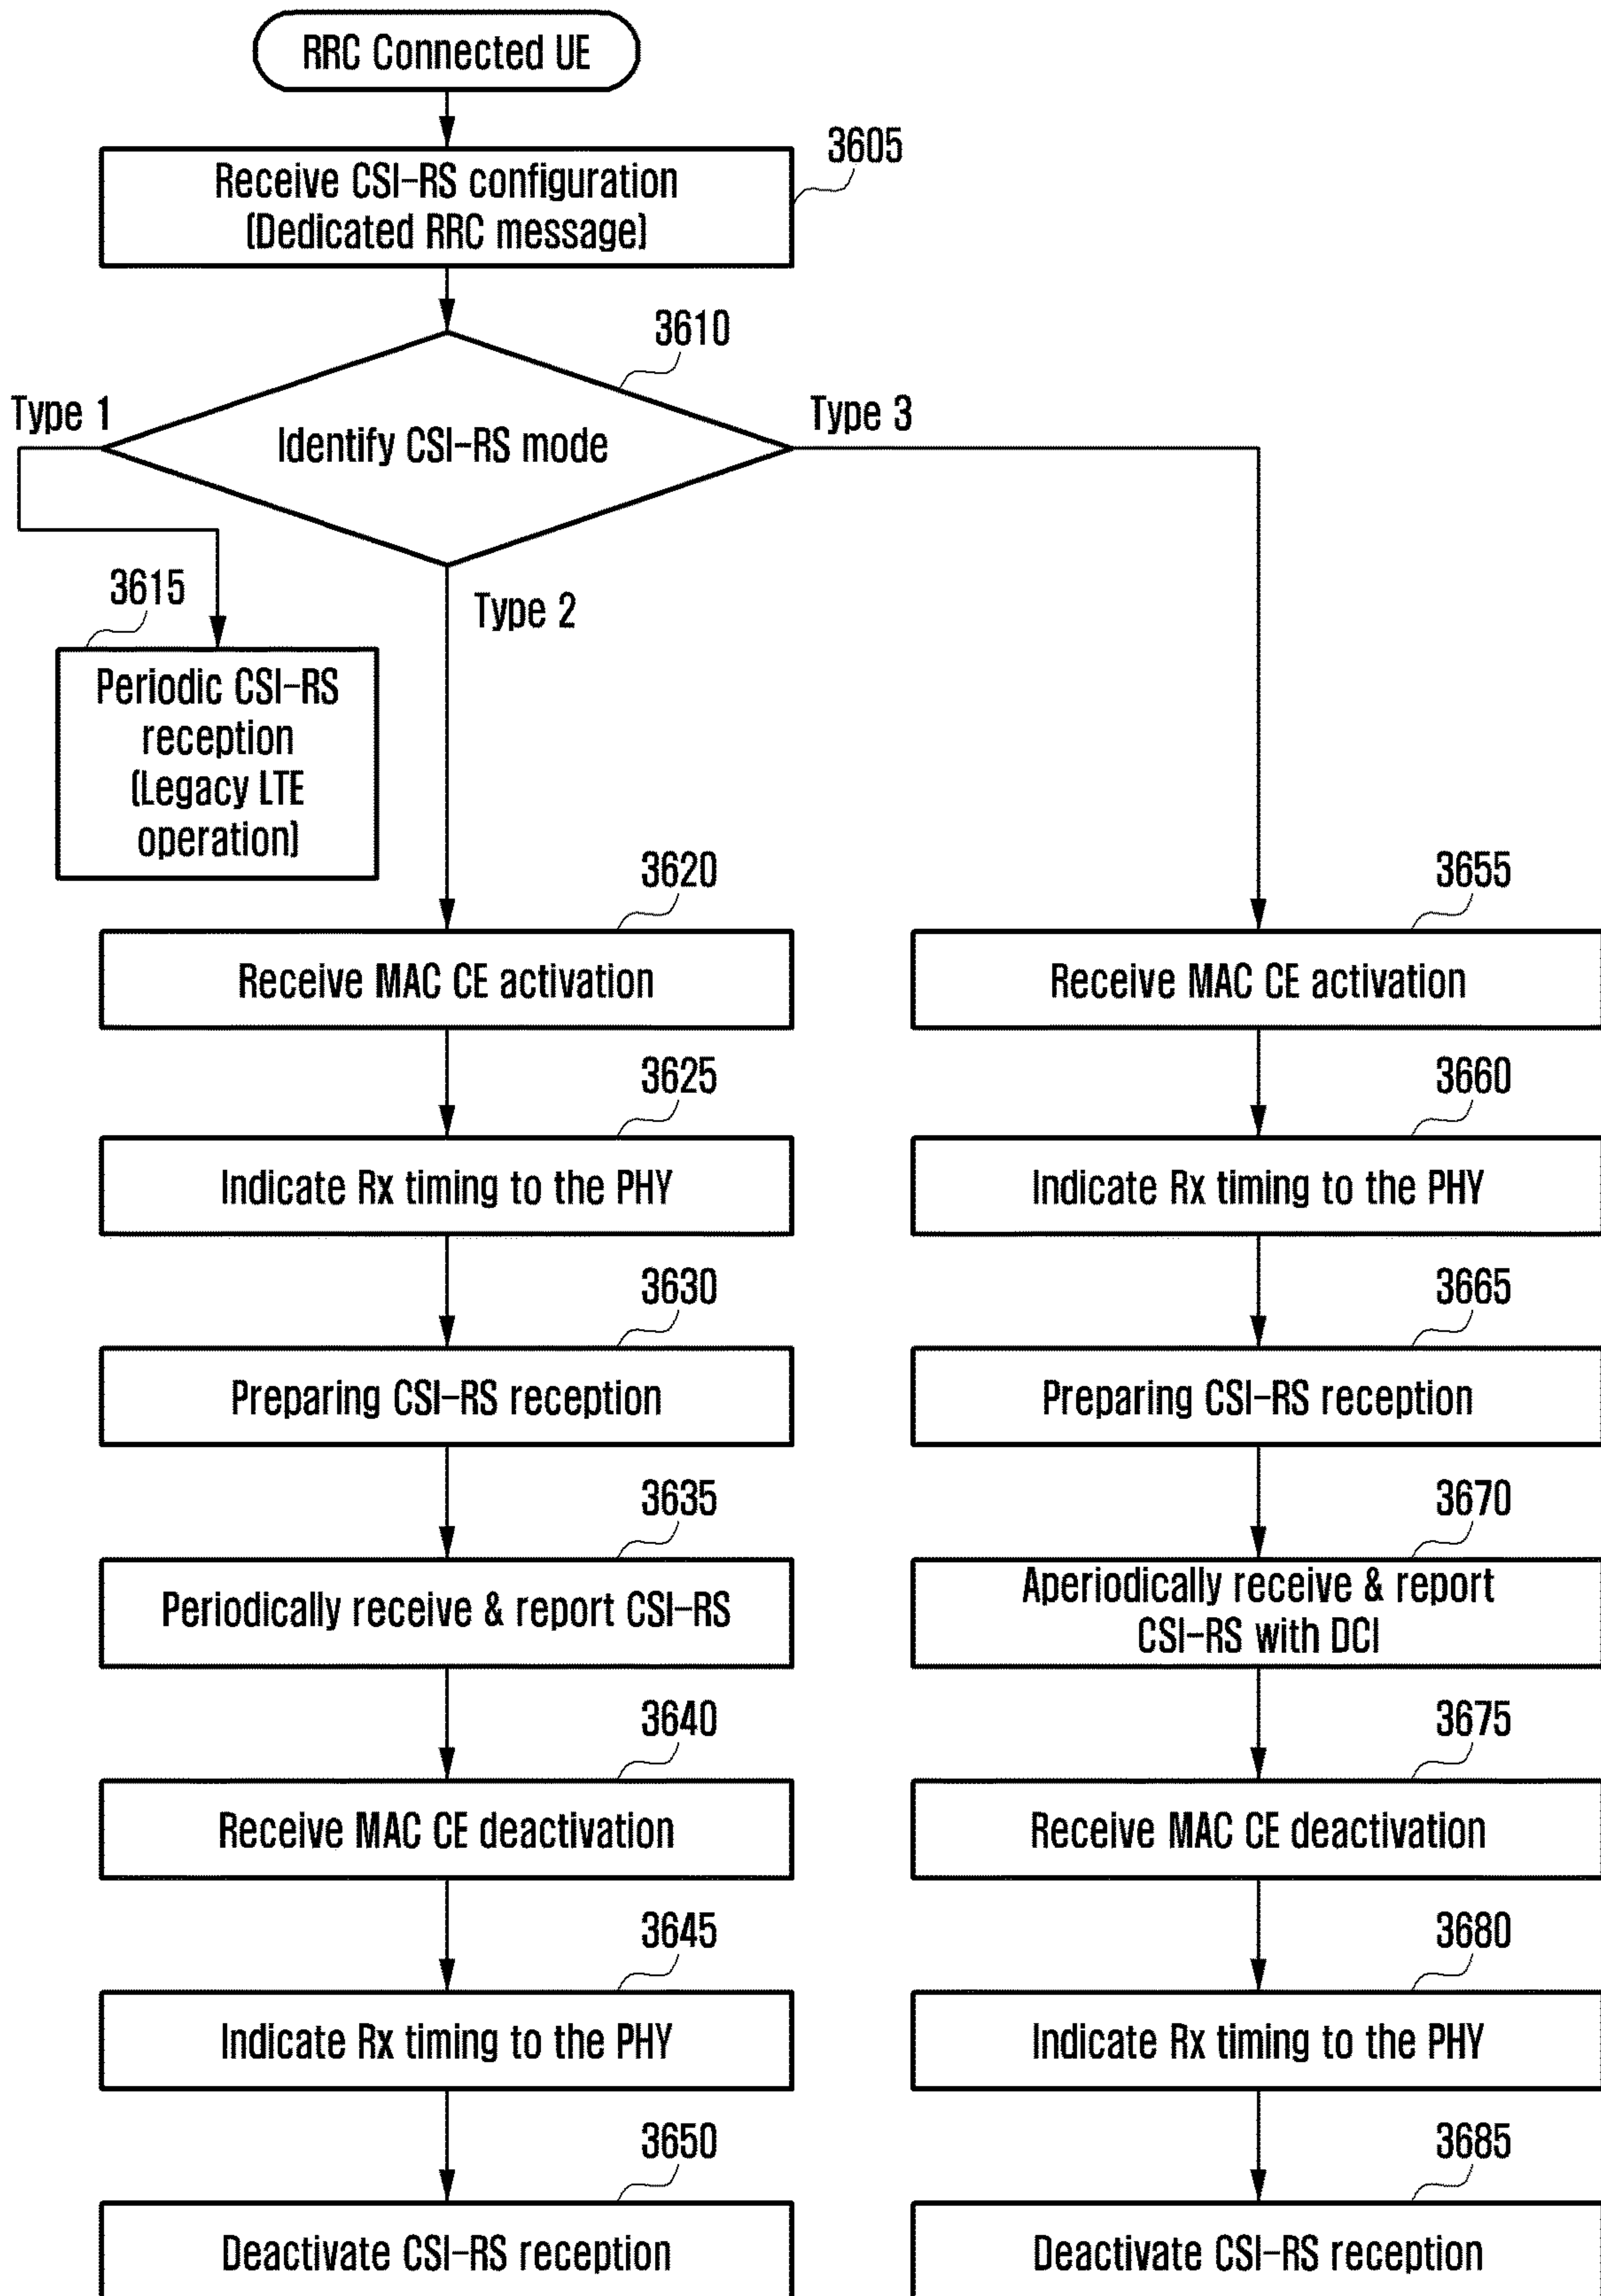 RRC Connected UE
3605
Receive CSI-RS configuration
(Dedicated RRC message)
3610
Type 1
Identify CSI-RS mode
Type 3
Type 2
3615
Periodic CSI-RS
reception
(Legacy LTE
operation)
3620
Receive MAC CE activation
3625
Indicate Rx timing to the PHY
3630
Preparing CSI-RS reception
3635
Periodically receive & report CSI-RS
3640
Receive MAC CE deactivation
3645
Indicate Rx timing to the PHY
3650
Deactivate CSI-RS reception
3655
Receive MAC CE activation
3660
Indicate Rx timing to the PHY
3665
Preparing CSI-RS reception
3670
Aperiodically receive & report
CSI-RS with DCI
3675
Receive MAC CE deactivation
3680
Indicate Rx timing to the PHY
3685
Deactivate CSI-RS reception